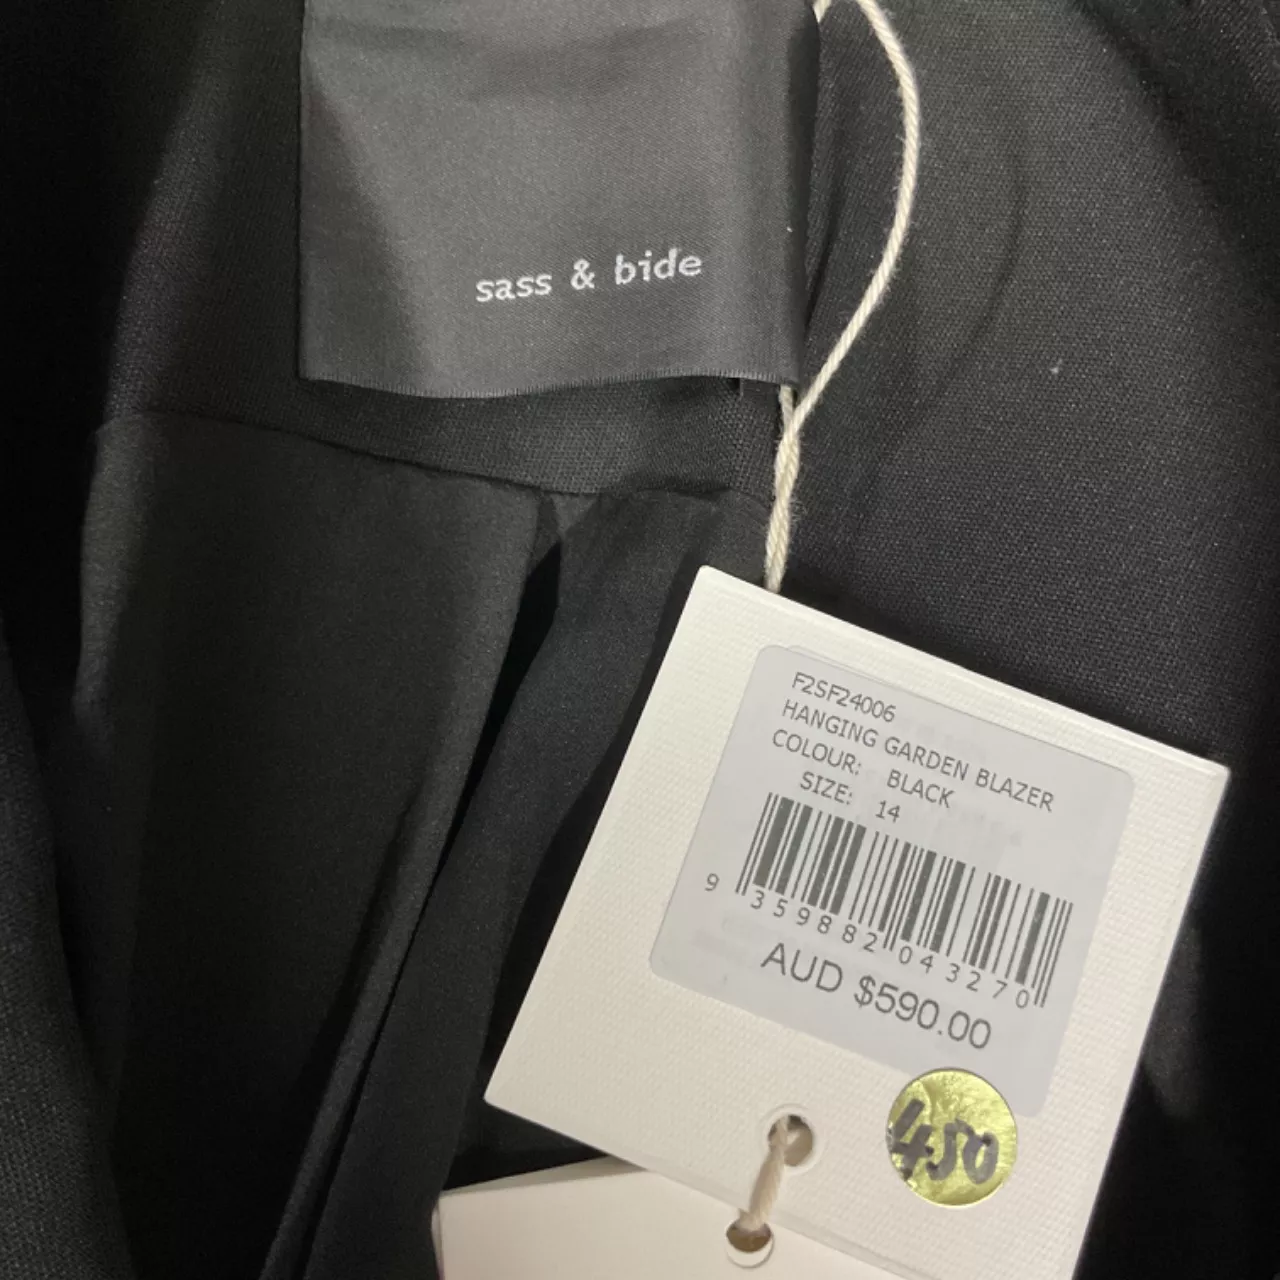 sass & bide
F2SF24006
HANGING GARDEN BLAZER
COLOUR: BLACK
SIZE: 14
9 359882 043270
AUD $590.00
450